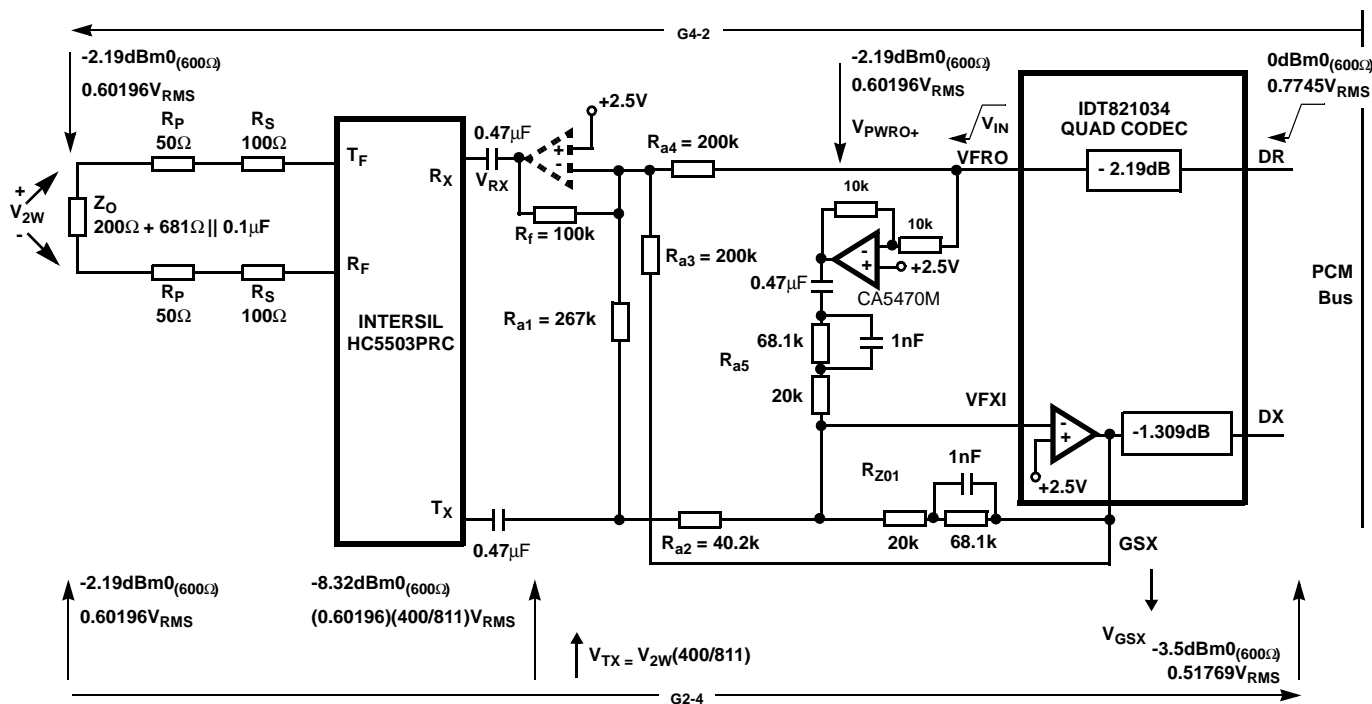 G4-2
-2.19dBm0(600Ω)
0.60196VRMS
-2.19dBm0(600Ω)
0.60196VRMS
0dBm0(600Ω)
0.7745VRMS
+2.5V
VPWRO+
VIN
IDT821034
QUAD CODEC
RP
50Ω
RS
100Ω
0.47μF
Ra4 = 200k
VFRO
DR
- 2.19dB
TF
RX
VRX
+
-
+
V2W
-
ZO
200Ω + 681Ω || 0.1μF
Rf = 100k
10k
10k
Ra3 = 200k
-
+
+2.5V
CA5470M
0.47μF
PCM
Bus
RF
RP
50Ω
RS
100Ω
INTERSIL
HC5503PRC
Ra1 = 267k
68.1k
1nF
Ra5
20k
VFXI
DX
-
+
-1.309dB
+2.5V
1nF
RZ01
TX
0.47μF
Ra2 = 40.2k
20k
68.1k
GSX
-2.19dBm0(600Ω)
0.60196VRMS
-8.32dBm0(600Ω)
(0.60196)(400/811)VRMS
VTX = V2W(400/811)
VGSX
-3.5dBm0(600Ω)
0.51769VRMS
G2-4